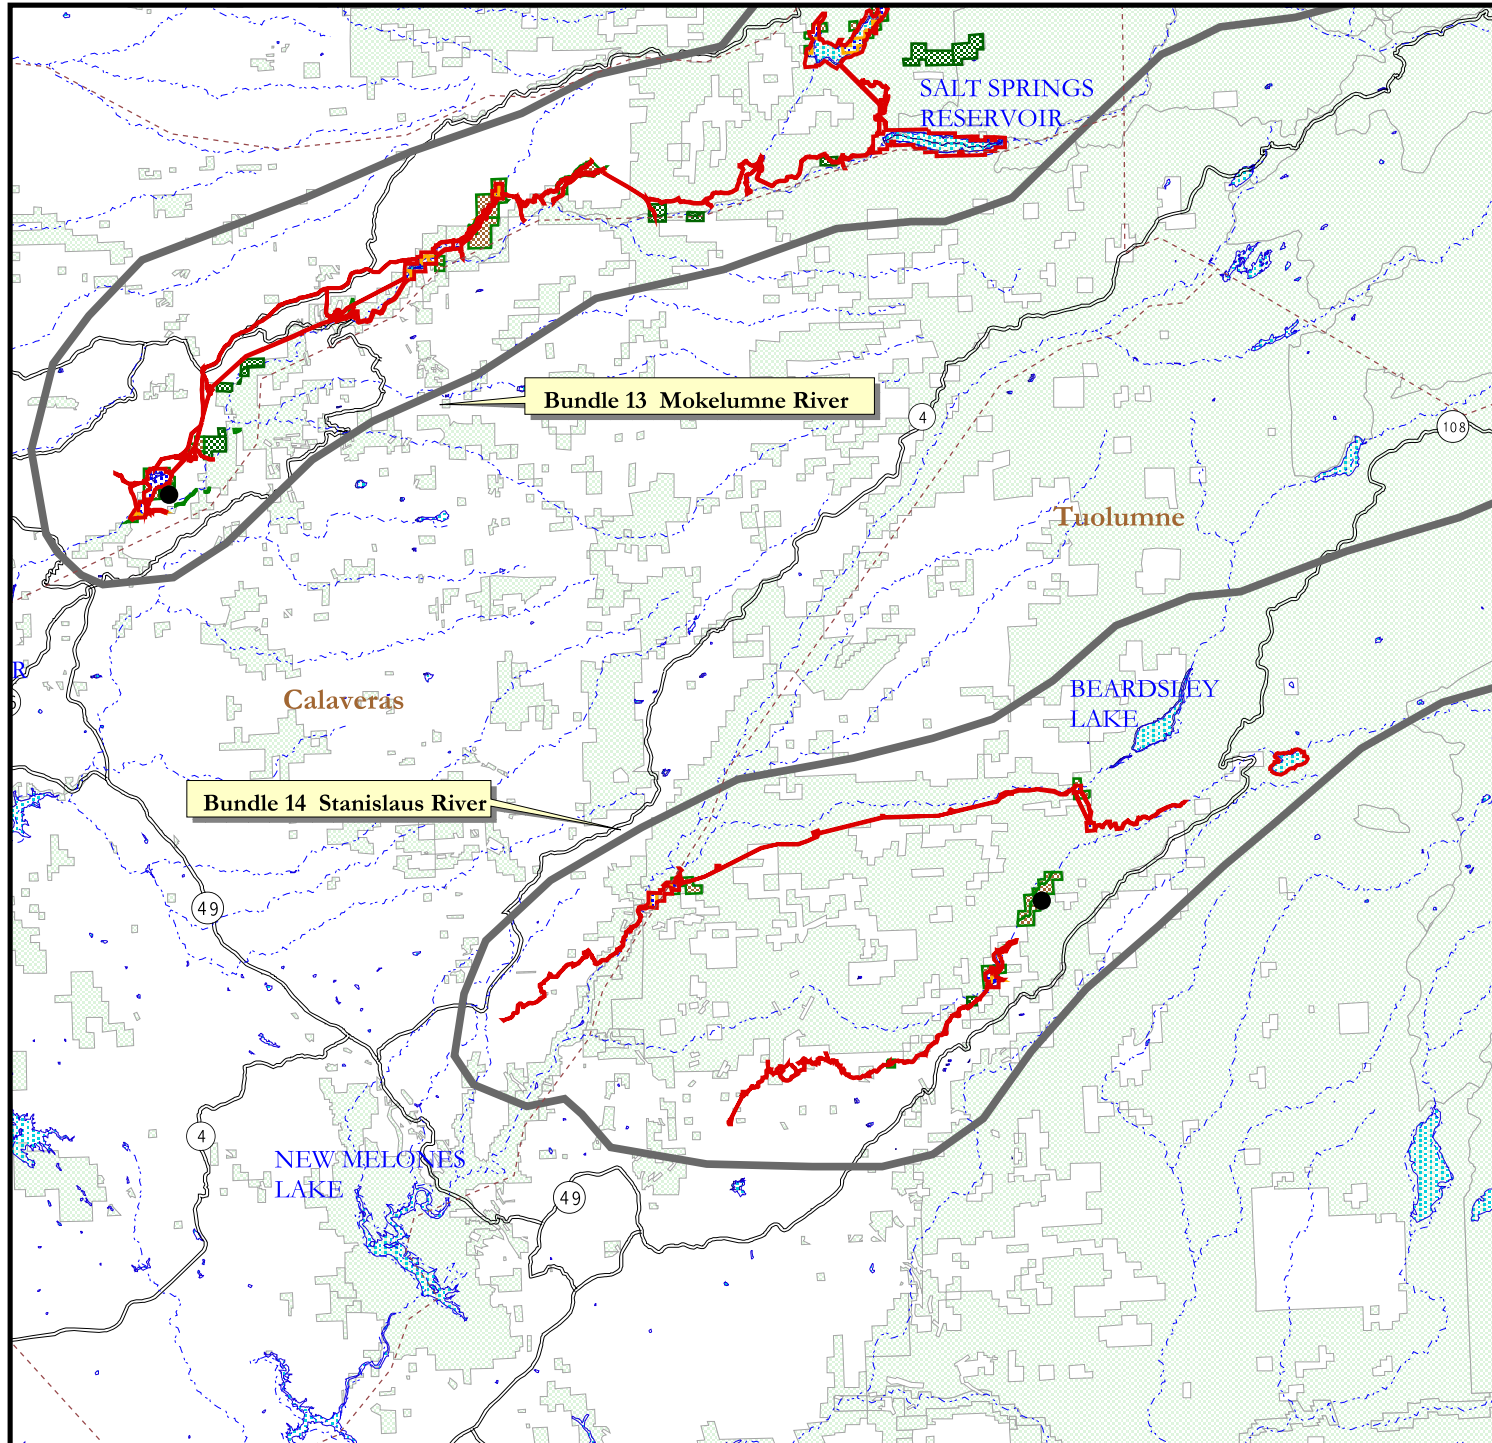 SALT SPRINGS
RESERVOIR
Bundle 13 Mokelumne River
4
108
Tuolumne
R
Calaveras
BEARDSLEY
LAKE
Bundle 14 Stanislaus River
49
4
NEW MELONES
LAKE
49